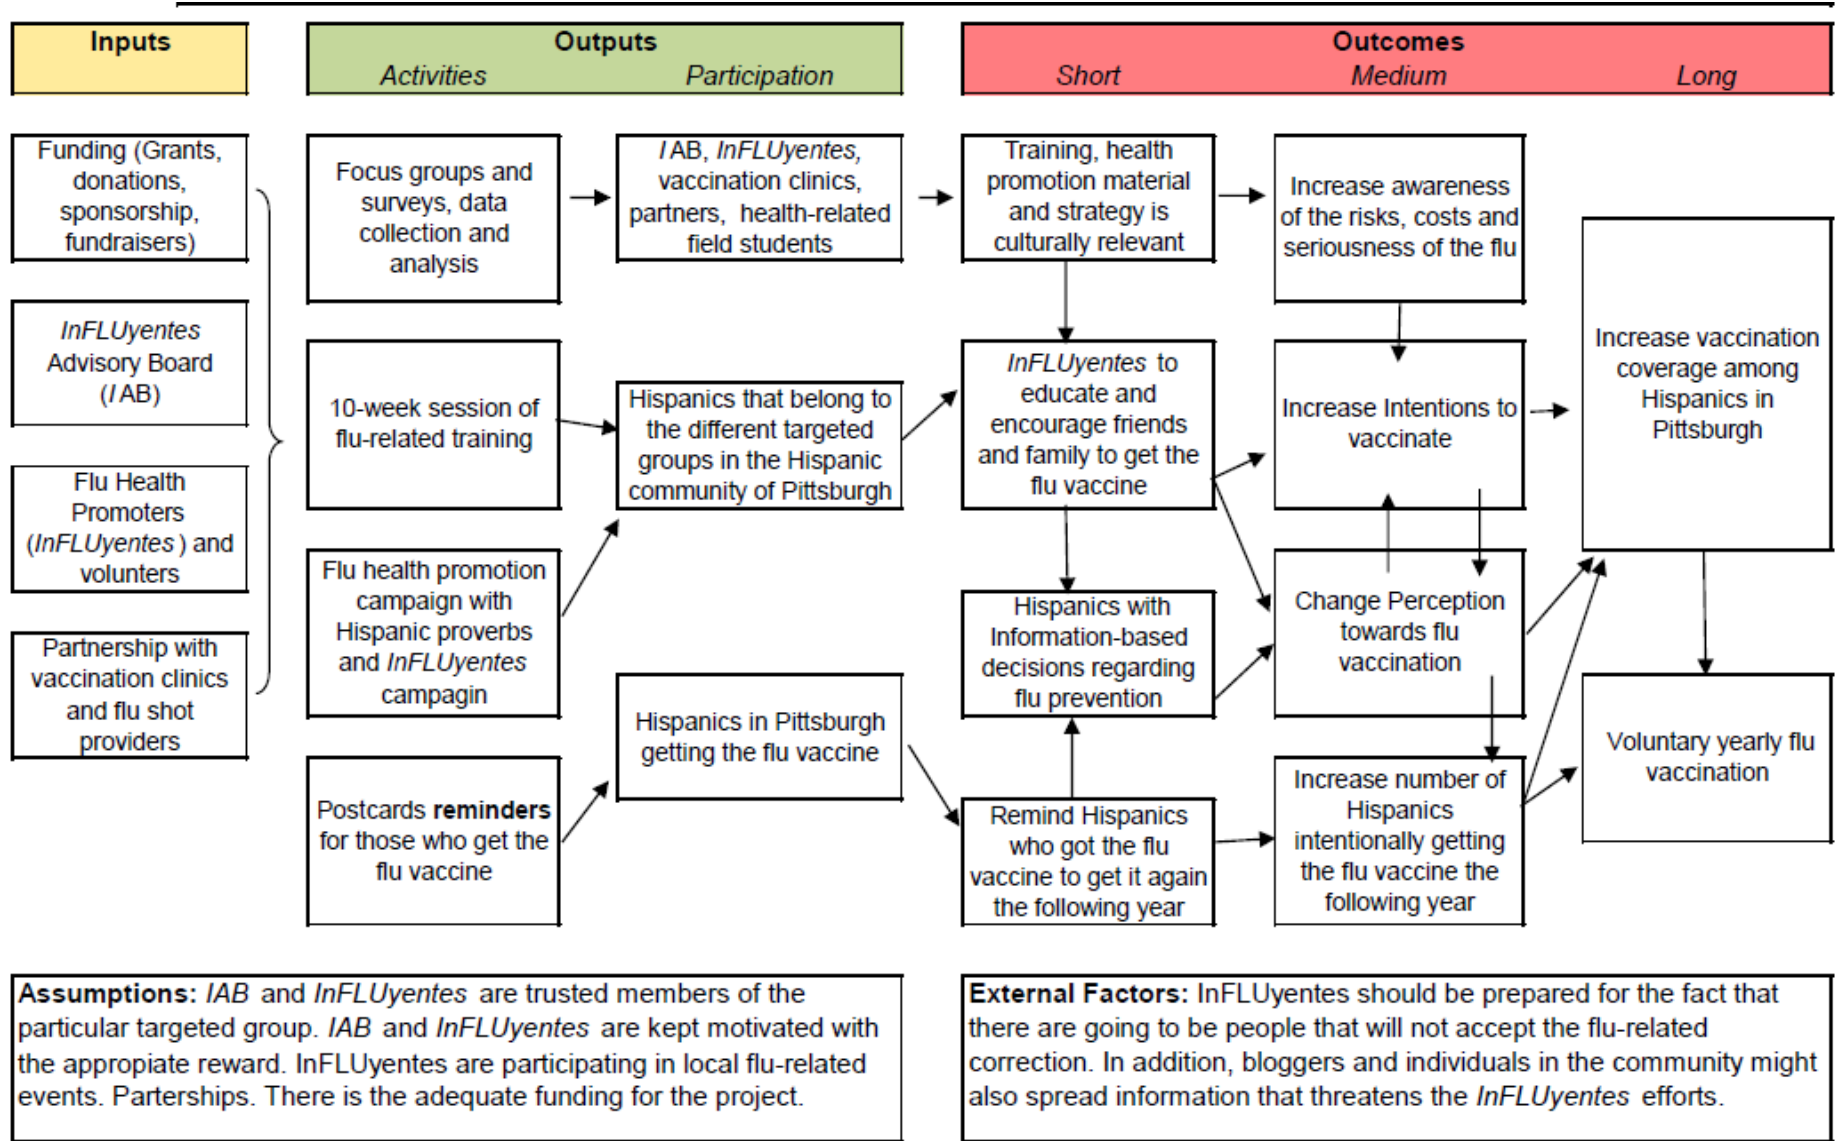 Inputs
Outputs
Activities
Participation
Outcomes
Short
Medium
Long
Funding (Grants,
donations,
sponsorship,
fundraisers)
InFLUyentes
Advisory Board
(IAB)
Flu Health
Promoters
(InFLUyentes) and
volunters
Partnership with
vaccination clinics
and flu shot
providers
Focus groups and
surveys, data
collection and
analysis
10-week session of
flu-related training
Flu health promotion
campaign with
Hispanic proverbs
and InFLUyentes
campagin
Postcards reminders
for those who get the
flu vaccine
IAB, InFLUyentes,
vaccination clinics,
partners, health-related
field students
Hispanics that belong to
the different targeted
groups in the Hispanic
community of Pittsburgh
Hispanics in Pittsburgh
getting the flu vaccine
Training, health
promotion material
and strategy is
culturally relevant
InFLUyentes to
educate and
encourage friends
and family to get the
flu vaccine
Hispanics with
Information-based
decisions regarding
flu prevention
Remind Hispanics
who got the flu
vaccine to get it again
the following year
Increase awareness
of the risks, costs and
seriousness of the flu
Increase Intentions to
vaccinate
Change Perception
towards flu
vaccination
Increase number of
Hispanics
intentionally getting
the flu vaccine the
following year
Increase vaccination
coverage among
Hispanics in
Pittsburgh
Voluntary yearly flu
vaccination
Assumptions: IAB and InFLUyentes are trusted members of the
particular targeted group. IAB and InFLUyentes are kept motivated with
the appropiate reward. InFLUyentes are participating in local flu-related
events. Parterships. There is the adequate funding for the project.
External Factors: InFLUyentes should be prepared for the fact that
there are going to be people that will not accept the flu-related
correction. In addition, bloggers and individuals in the community might
also spread information that threatens the InFLUyentes efforts.